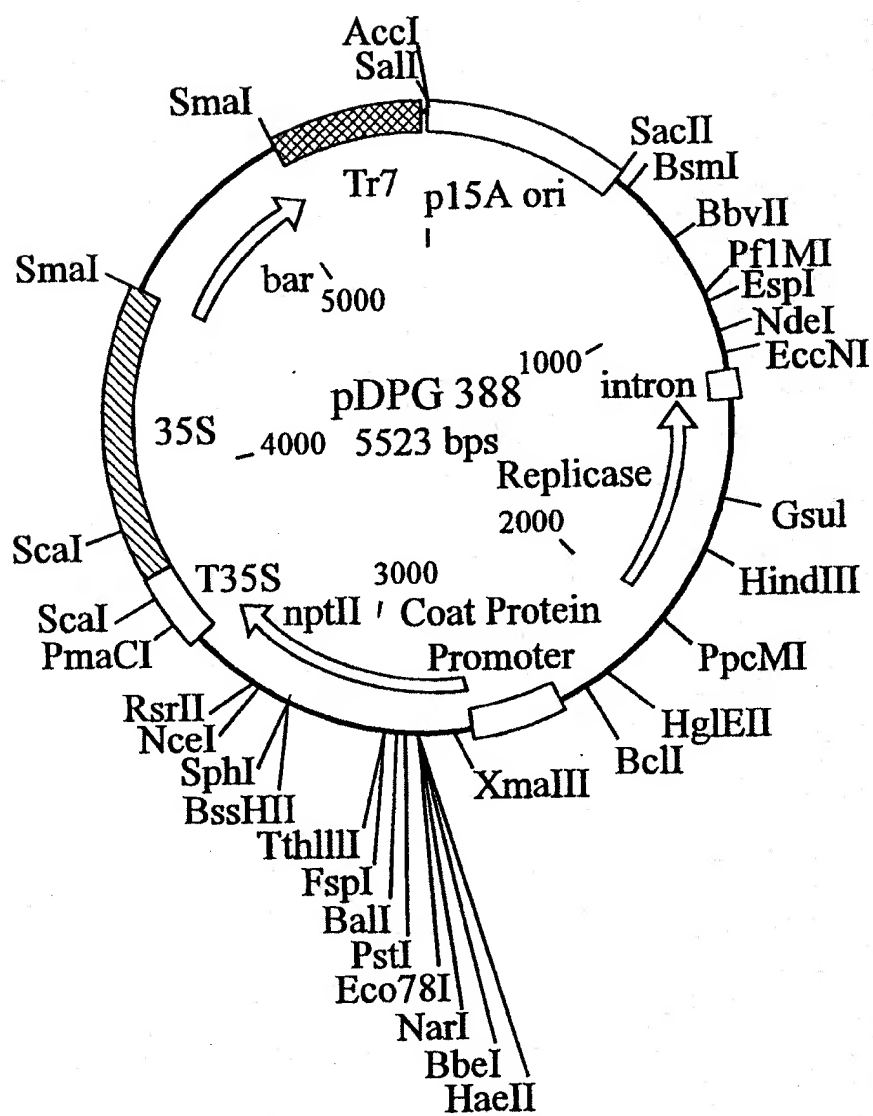 AccI
SalI
SmaI
SacII
BsmI
Tr7
p15A ori
BbvII
Pf1MI
EspI
NdeI
EccNI
SmaI
bar
5000
1000
intron
pDPG 388
5523 bps
35S
4000
Replicase
2000
GsuI
HindIII
ScaI
T35S
nptII
3000
Coat Protein
Promoter
ScaI
PmaCI
PpcMI
RsrII
NceI
SphI
BssHII
HglEII
BclI
XmaIII
TthlllI
FspI
BalI
PstI
Eco78I
NarI
BbeI
HaeII